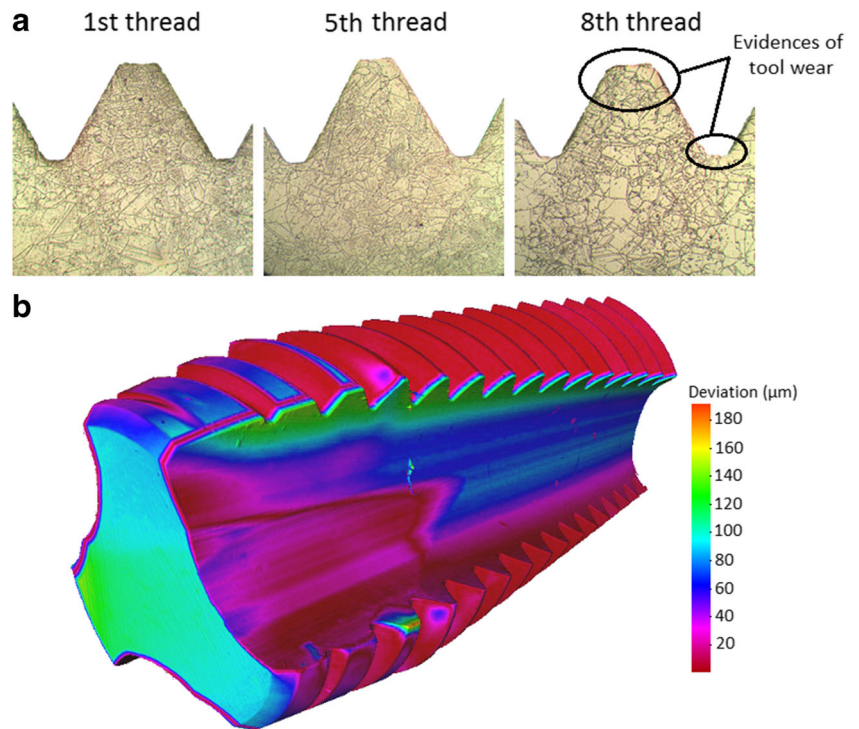 a
1st thread
5th thread
8th thread
Evidences of
tool wear
b
Deviation (µm)
180
160
140
120
100
80
60
40
20